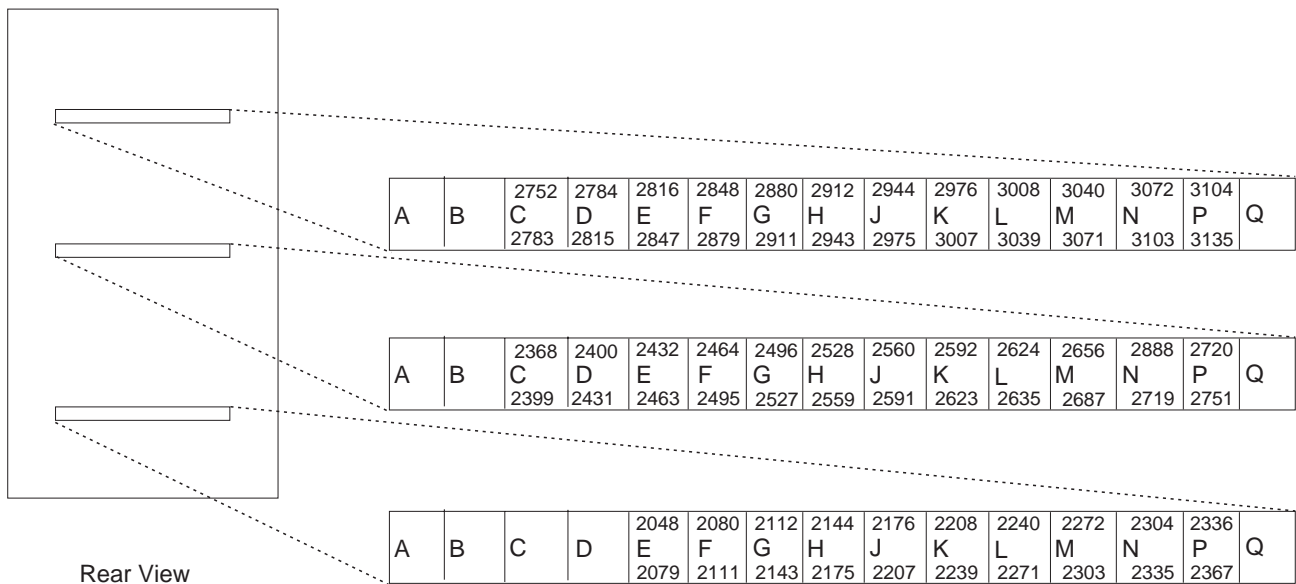 2752 2784 2816 2848 2880 2912 2944 2976 3008 3040 3072 3104
A B C D E F G H J K L M N P Q
2783 2815 2847 2879 2911 2943 2975 3007 3039 3071 3103 3135
2368 2400 2432 2464 2496 2528 2560 2592 2624 2656 2888 2720
A B C D E F G H J K L M N P Q
2399 2431 2463 2495 2527 2559 2591 2623 2635 2687 2719 2751
2048 2080 2112 2144 2176 2208 2240 2272 2304 2336
A B C D E F G H J K L M N P Q
2079 2111 2143 2175 2207 2239 2271 2303 2335 2367
Rear View